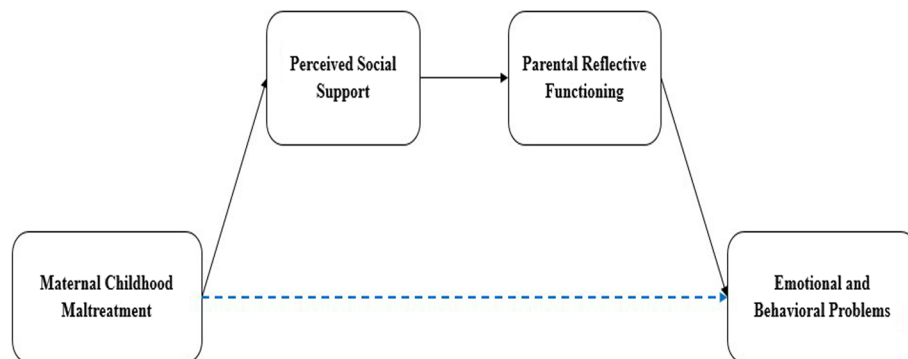 Perceived Social
Support
Parental Reflective
Functioning
Maternal Childhood
Maltreatment
Emotional and
Behavioral Problems